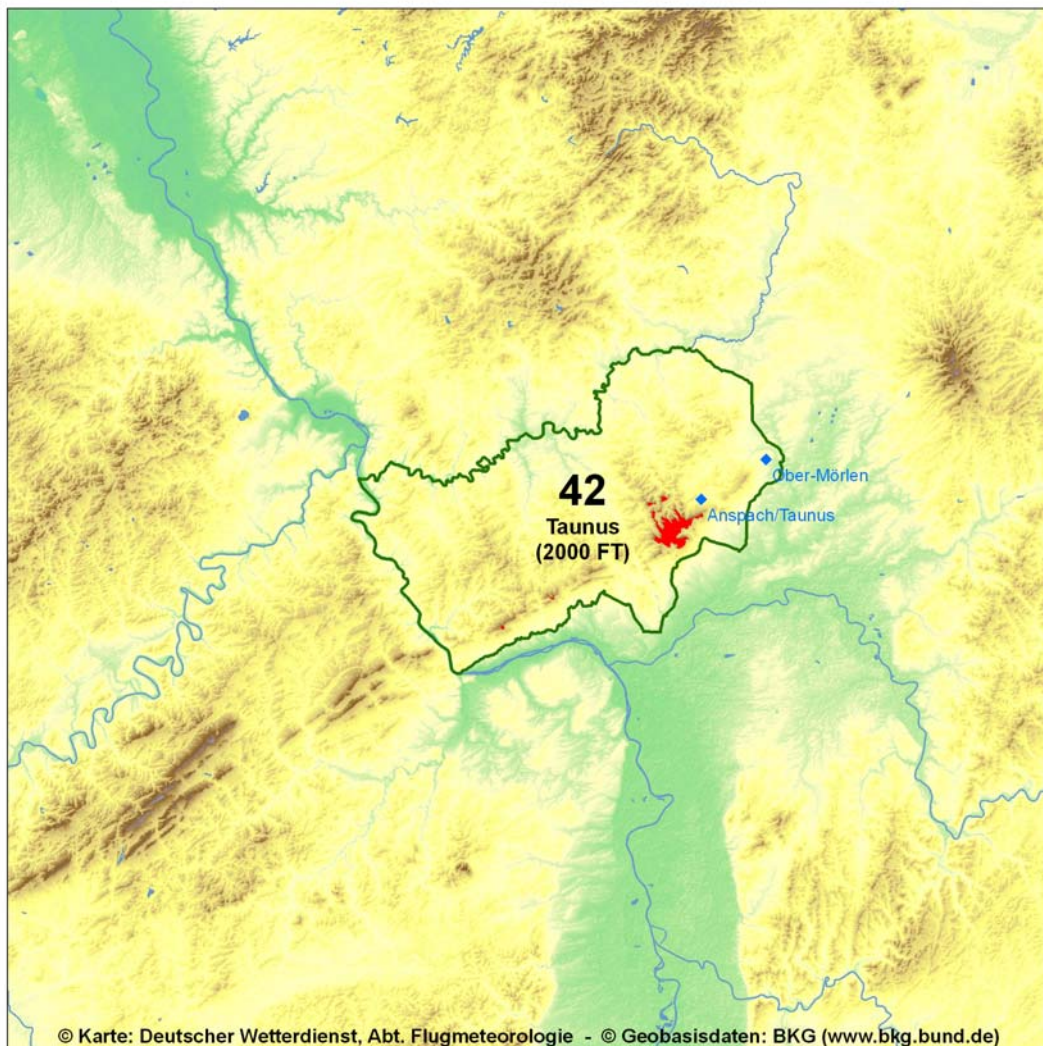 Ober-Mörlen
42
Anspach/Taunus
Taunus
(2000 FT)
© Karte: Deutscher Wetterdienst, Abt. Flugmeteorologie - © Geobasisdaten: BKG (www.bkg.bund.de)